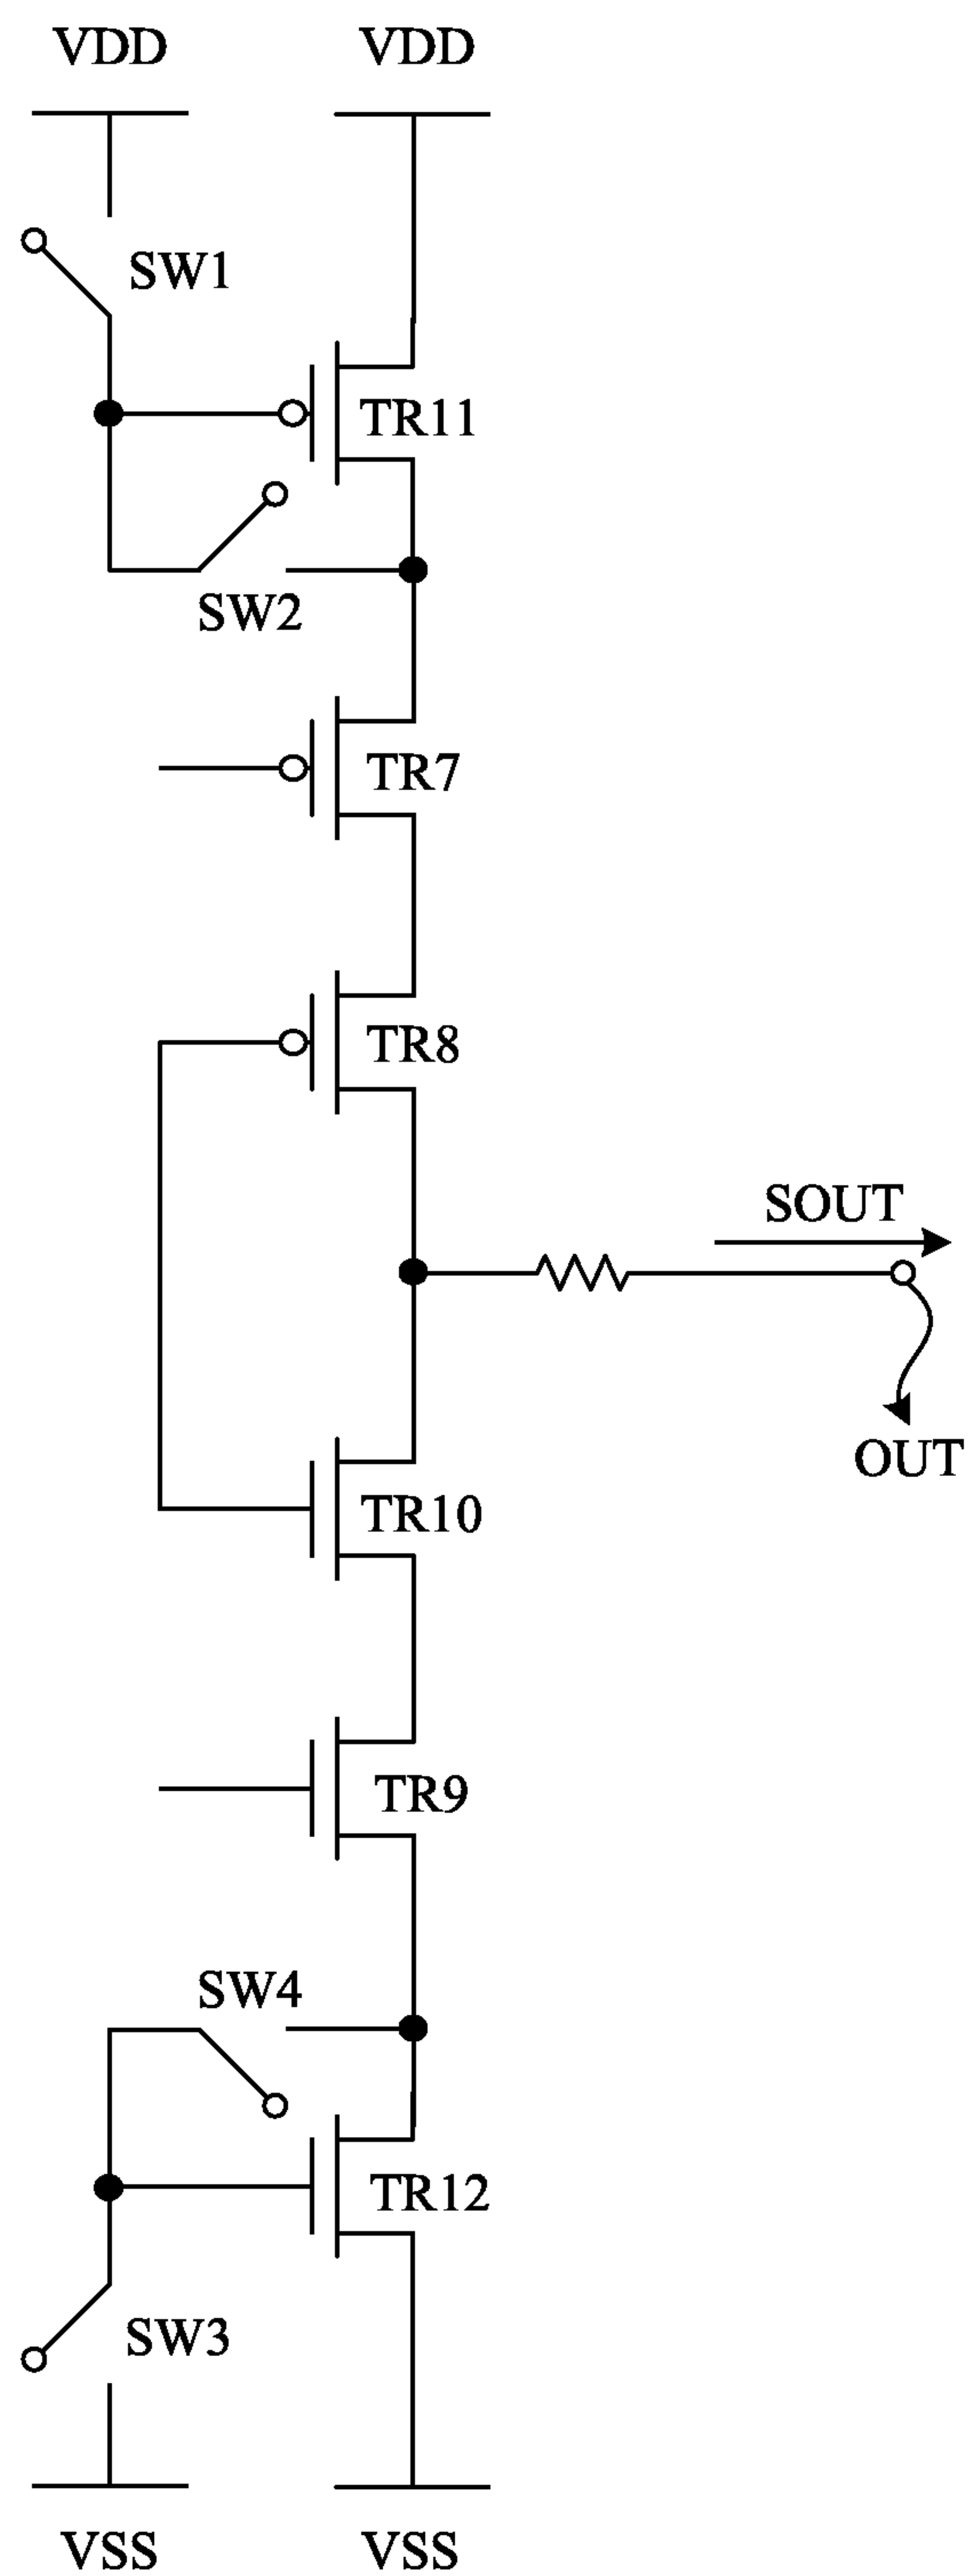 VDD VDD
SW1
TR11
SW2
TR7
TR8
SOUT
OUT
TR10
TR9
SW4
TR12
SW3
VSS VSS